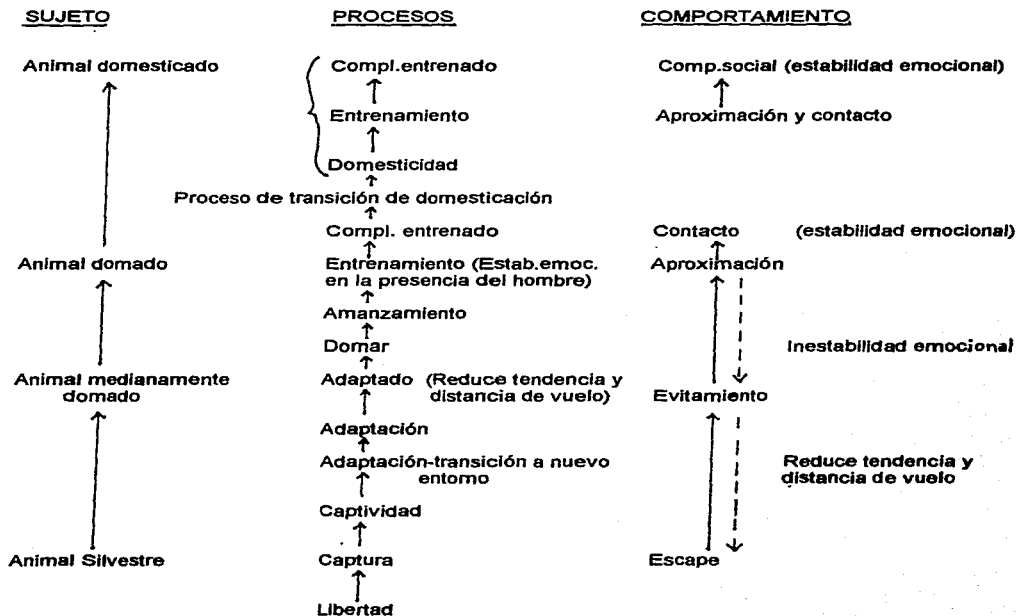 SUJETO PROCESOS COMPORTAMIENTO
Animal domesticado Compl.entrenado Comp.social (estabilidad emocional)
Entrenamiento Aproximación y contacto
Domesticidad
Proceso de transición de domesticación
Compl. entrenado Contacto (estabilidad emocional)
Animal domado Entrenamiento (Estab.emoc. Aproximación
en la presencia del hombre)
Amanzamiento
Domar Inestabilidad emocional
Animal medianamente Adaptado (Reduce tendencia y Evitamiento
domado distancia de vuelo)
Adaptación
Adaptación-transición a nuevo Reduce tendencia y
entorno distancia de vuelo
Captividad
Animal Silvestre Captura Escape
Libertad